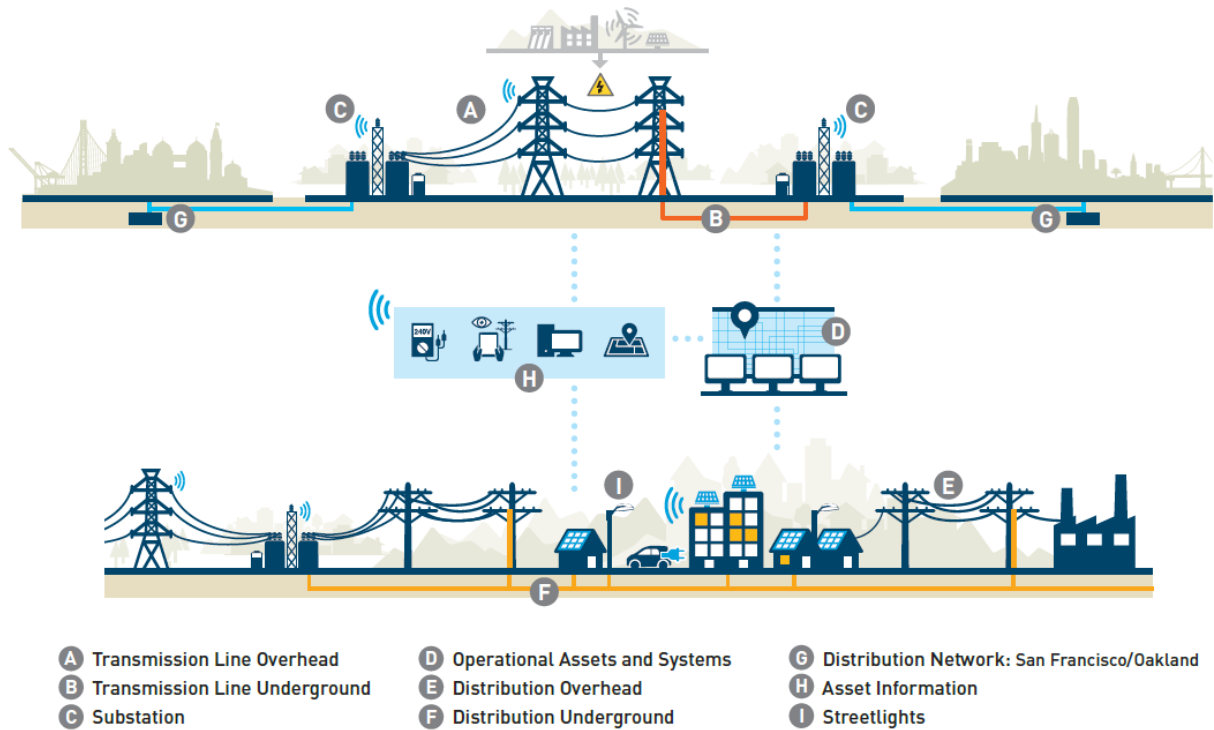 C
A
C
G
B
G
240V
D
H
I
E
F
A Transmission Line Overhead
B Transmission Line Underground
C Substation
D Operational Assets and Systems
E Distribution Overhead
F Distribution Underground
G Distribution Network: San Francisco/Oakland
H Asset Information
I Streetlights